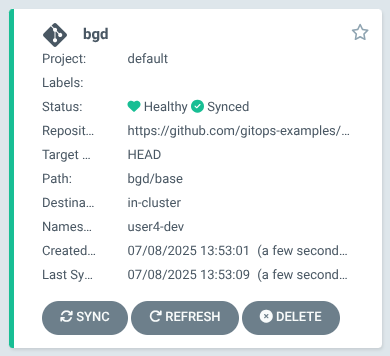 bgd
Project: default
Labels:
Status: Healthy Synced
Reposit... https://github.com/gitops-examples/...
Target ... HEAD
Path: bgd/base
Destina... in-cluster
Names... user4-dev
Created... 07/08/2025 13:53:01 (a few second...
Last Sy... 07/08/2025 13:53:09 (a few second...
SYNC REFRESH DELETE